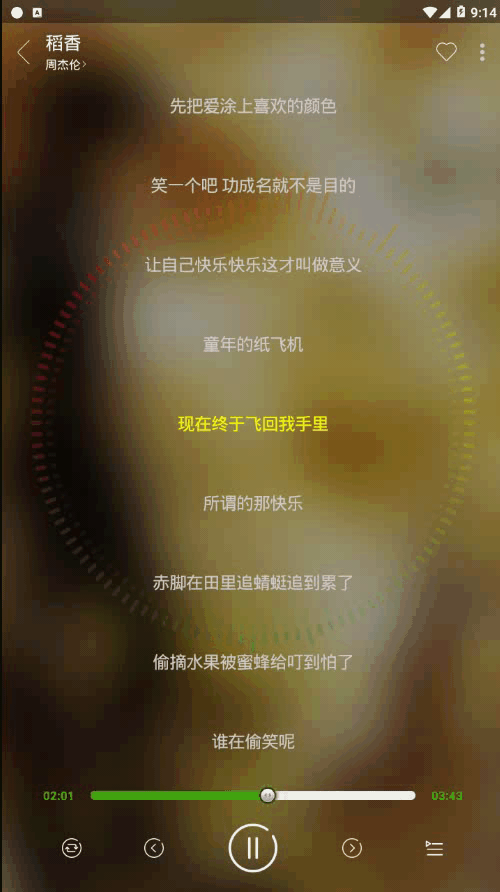 A 9:14
稻香
周杰伦
先把爱涂上喜欢的颜色
笑一个吧 功成名就不是目的
让自己快乐快乐这才叫做意义
童年的纸飞机
现在终于飞回我手里
所谓的那快乐
赤脚在田里追蜻蜓追到累了
偷摘水果被蜜蜂给叮到怕了
谁在偷笑呢
02:01 03:43